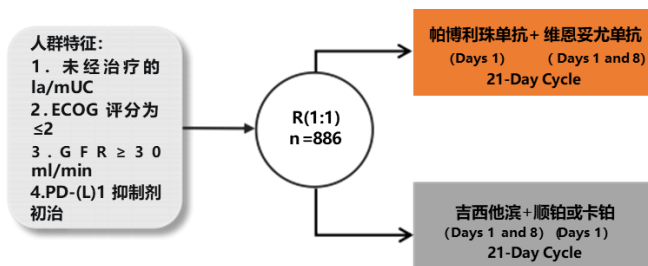 人群特征：
1. 未经治疗的
la/mUC
2.ECOG 评分为
≤2
3.GFR≥30
ml/min
4.PD-(L)1 抑制剂
初治
R(1:1)
n=886
帕博利珠单抗+ 维恩妥尤单抗
(Days 1) (Days 1 and 8)
21-Day Cycle
吉西他滨+顺铂或卡铂
(Days 1 and 8) (Days 1)
21-Day Cycle